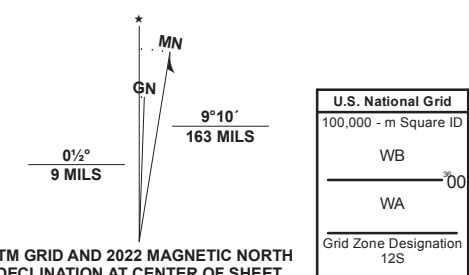 ★
MN
GN
9°10´
163 MILS
0½°
9 MILS
TM GRID AND 2022 MAGNETIC NORTH
DECLINATION AT CENTER OF SHEET
U.S. National Grid
100,000 - m Square ID
WB
³⁶00
WA
Grid Zone Designation
12S